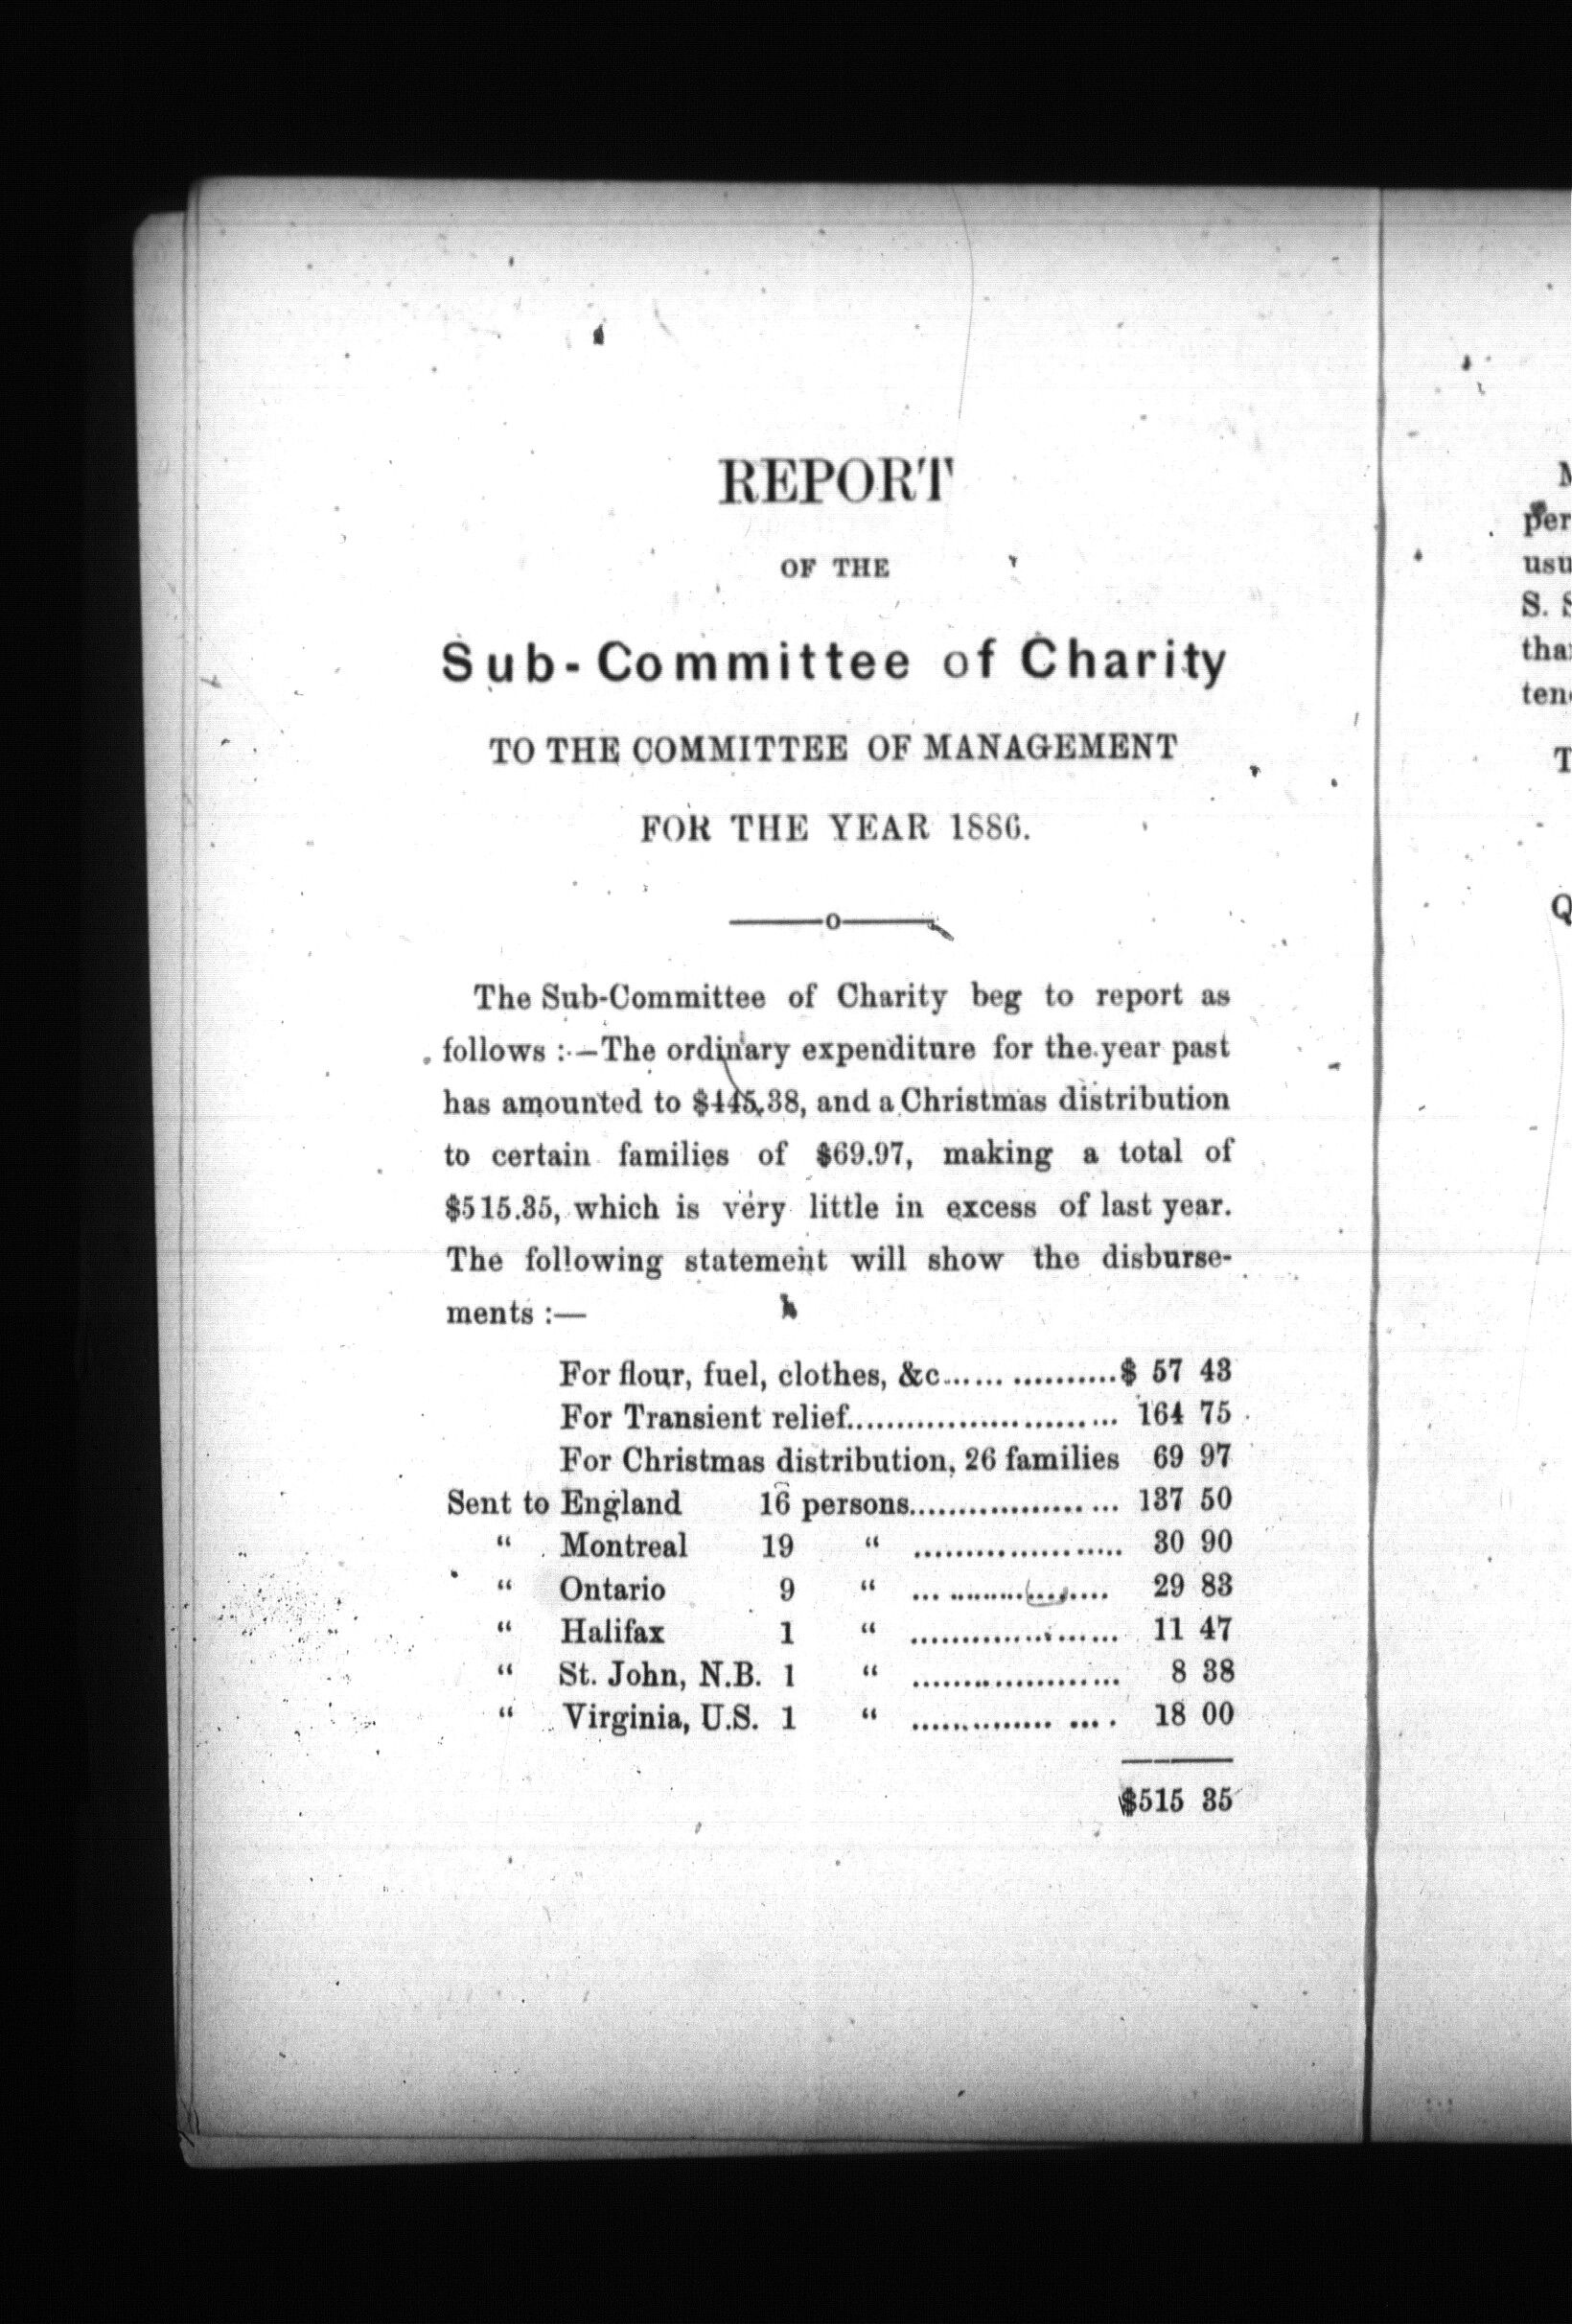 REPORT
OF THE
Sub-Committee of Charity
TO THE COMMITTEE OF MANAGEMENT
FOR THE YEAR 1886.
——o——
The Sub-Committee of Charity beg to report as
follows :—The ordinary expenditure for the year past
has amounted to $445.38, and a Christmas distribution
to certain families of $69.97, making a total of
$515.35, which is very little in excess of last year.
The following statement will show the disburse-
ments :—
For flour, fuel, clothes, &c................$ 57 43
For Transient relief........................... 164 75
For Christmas distribution, 26 families 69 97
Sent to England 16 persons..................... 137 50
“ Montreal 19 “ ..................... 30 90
“ Ontario 9 “ ................... 29 83
“ Halifax 1 “ ..................... 11 47
“ St. John, N.B. 1 “ .................... 8 38
“ Virginia, U.S. 1 “ .............. .... 18 00
$515 35